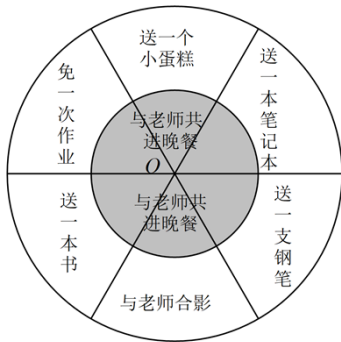 送一个
小蛋糕
免一次作业
送一本笔记本
与老师共
进晚餐
O
与老师共
进晚餐
送一本书
送一支钢笔
与老师合影